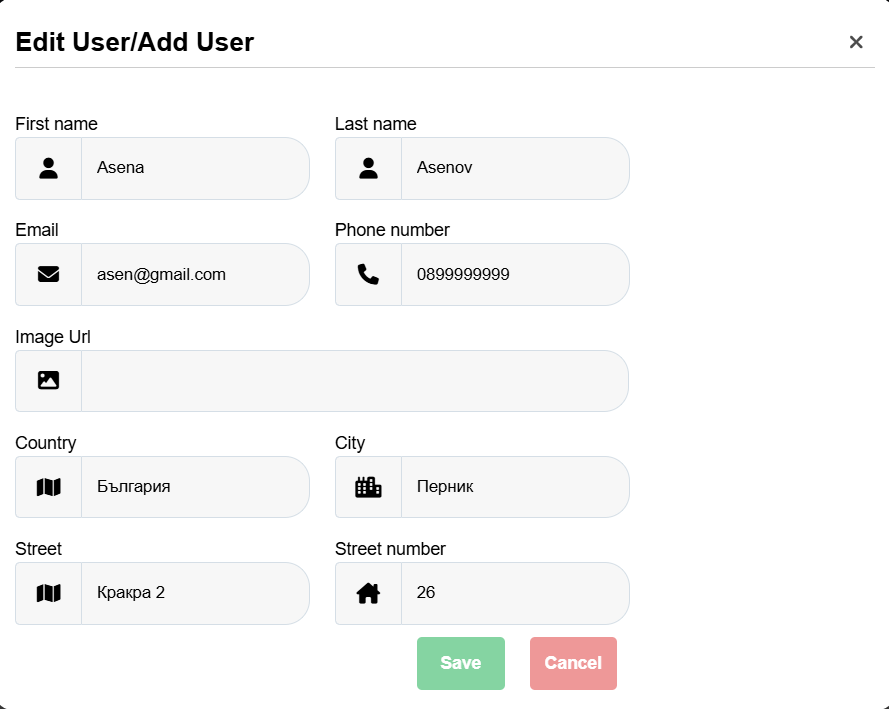 Edit User/Add User
First name Last name
Asena Asenov
Email Phone number
asen@gmail.com 0899999999
Image Url
Country City
България Перник
Street Street number
Кракра 2 26
Save Cancel